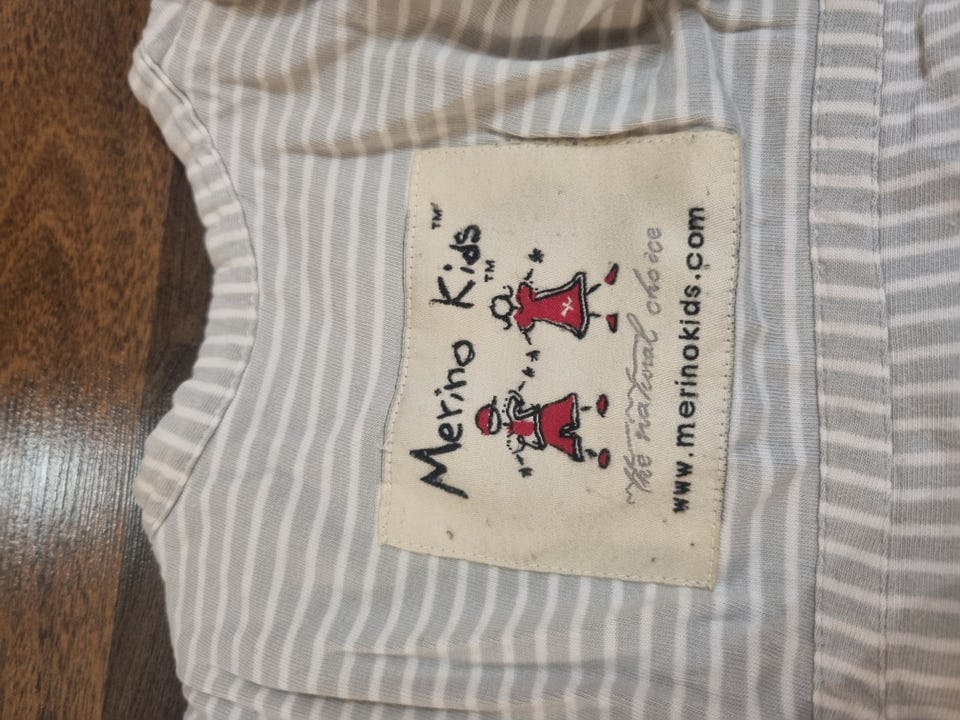 Merino Kids™
™
The natural choice
www.merinokids.com